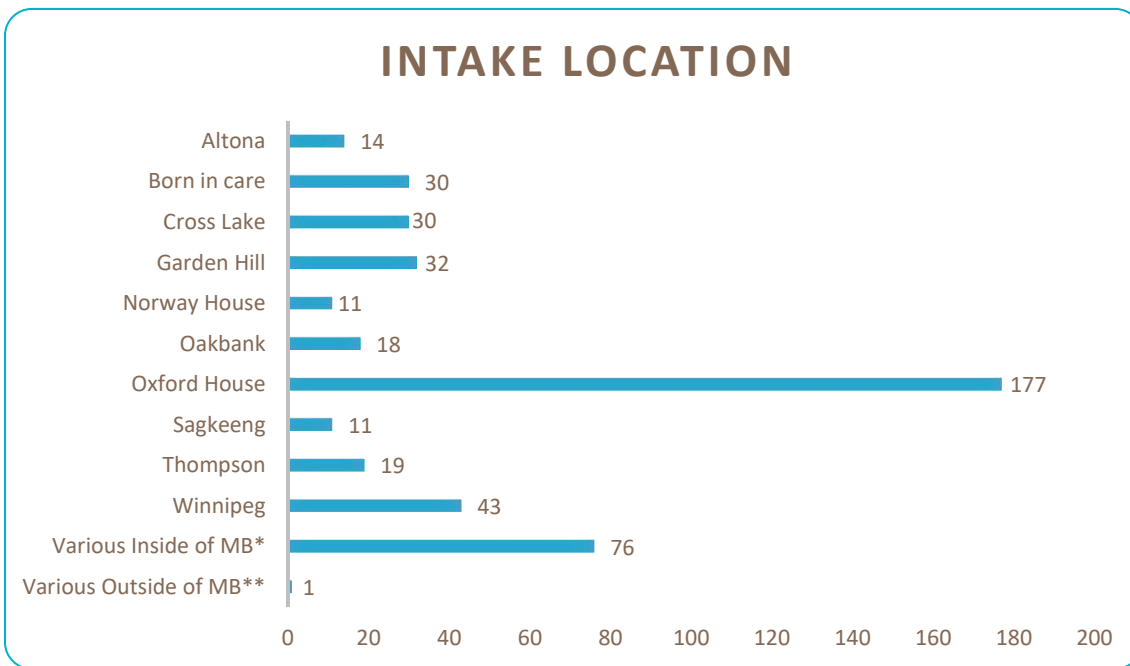 INTAKE LOCATION
Altona 14
Born in care 30
Cross Lake 30
Garden Hill 32
Norway House 11
Oakbank 18
Oxford House 177
Sagkeeng 11
Thompson 19
Winnipeg 43
Various Inside of MB* 76
Various Outside of MB** 1
0 20 40 60 80 100 120 140 160 180 200